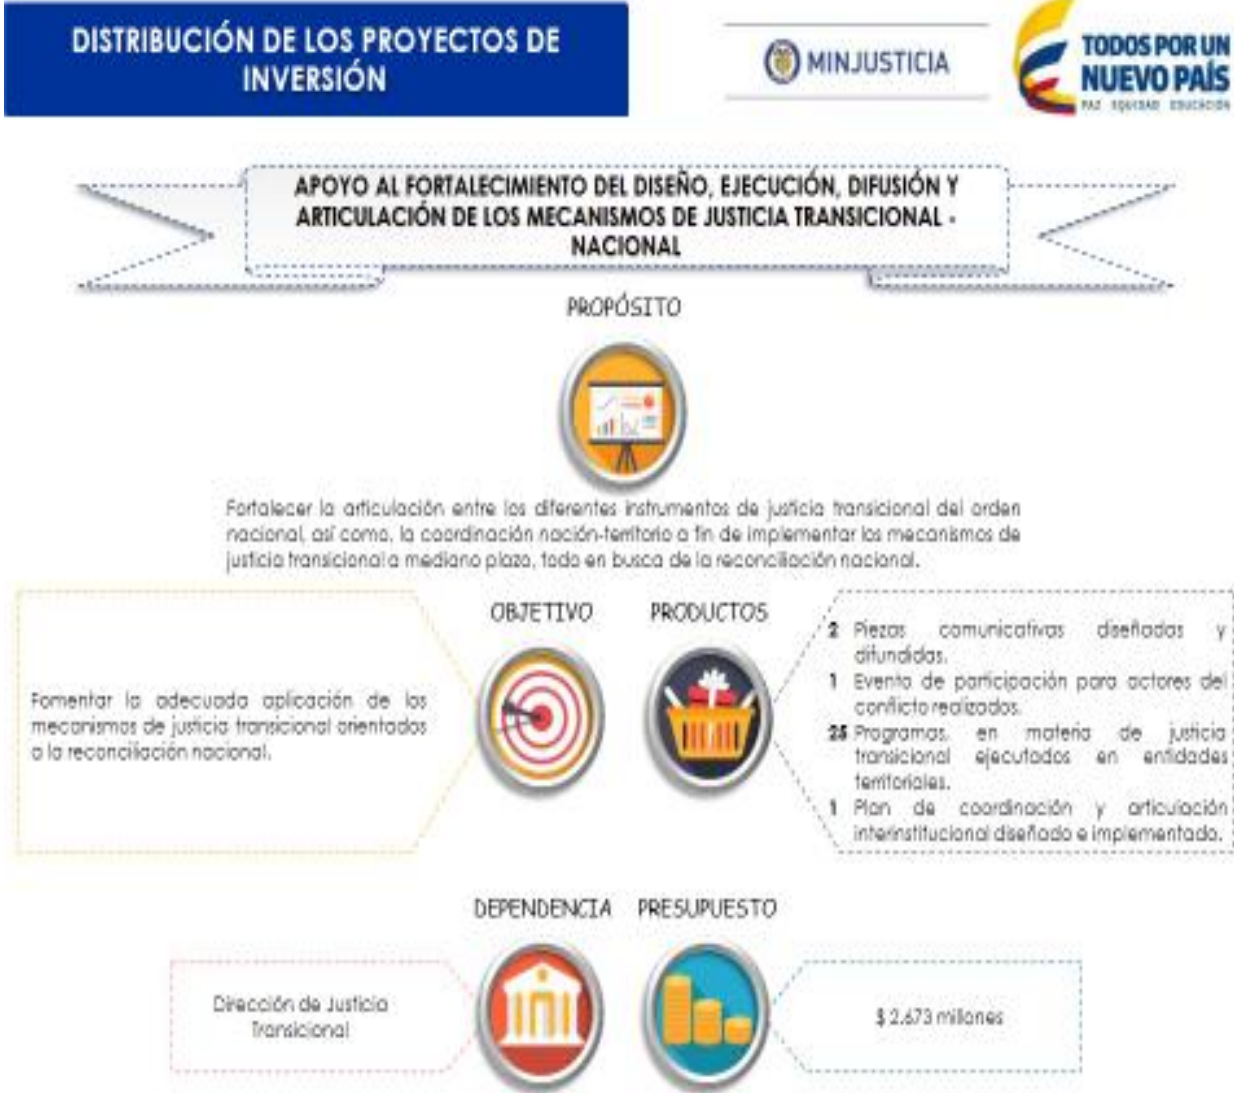 DISTRIBUCIÓN DE LOS PROYECTOS DE
INVERSIÓN
MINJUSTICIA
TODOS POR UN
NUEVO PAÍS
PAZ EQUIDAD EDUCACIÓN
APOYO AL FORTALECIMIENTO DEL DISEÑO, EJECUCIÓN, DIFUSIÓN Y
ARTICULACIÓN DE LOS MECANISMOS DE JUSTICIA TRANSICIONAL -
NACIONAL
PROPÓSITO
Fortalecer la articulación entre los diferentes instrumentos de justicia transicional del orden
nacional, así como, la coordinación nación-territorio a fin de implementar los mecanismos de
justicia transicional a mediano plazo, todo en busca de la reconciliación nacional.
OBJETIVO
Fomentar la adecuada aplicación de los
mecanismos de justicia transicional orientados
a la reconciliación nacional.
PRODUCTOS
2 Piezas comunicativas diseñadas y
difundidas.
1 Evento de participación para actores del
conflicto realizados.
25 Programas, en materia de justicia
transicional ejecutados en entidades
territoriales.
1 Plan de coordinación y articulación
interinstitucional diseñado e implementado.
DEPENDENCIA
Dirección de Justicia
Transicional
PRESUPUESTO
$ 2.673 millones